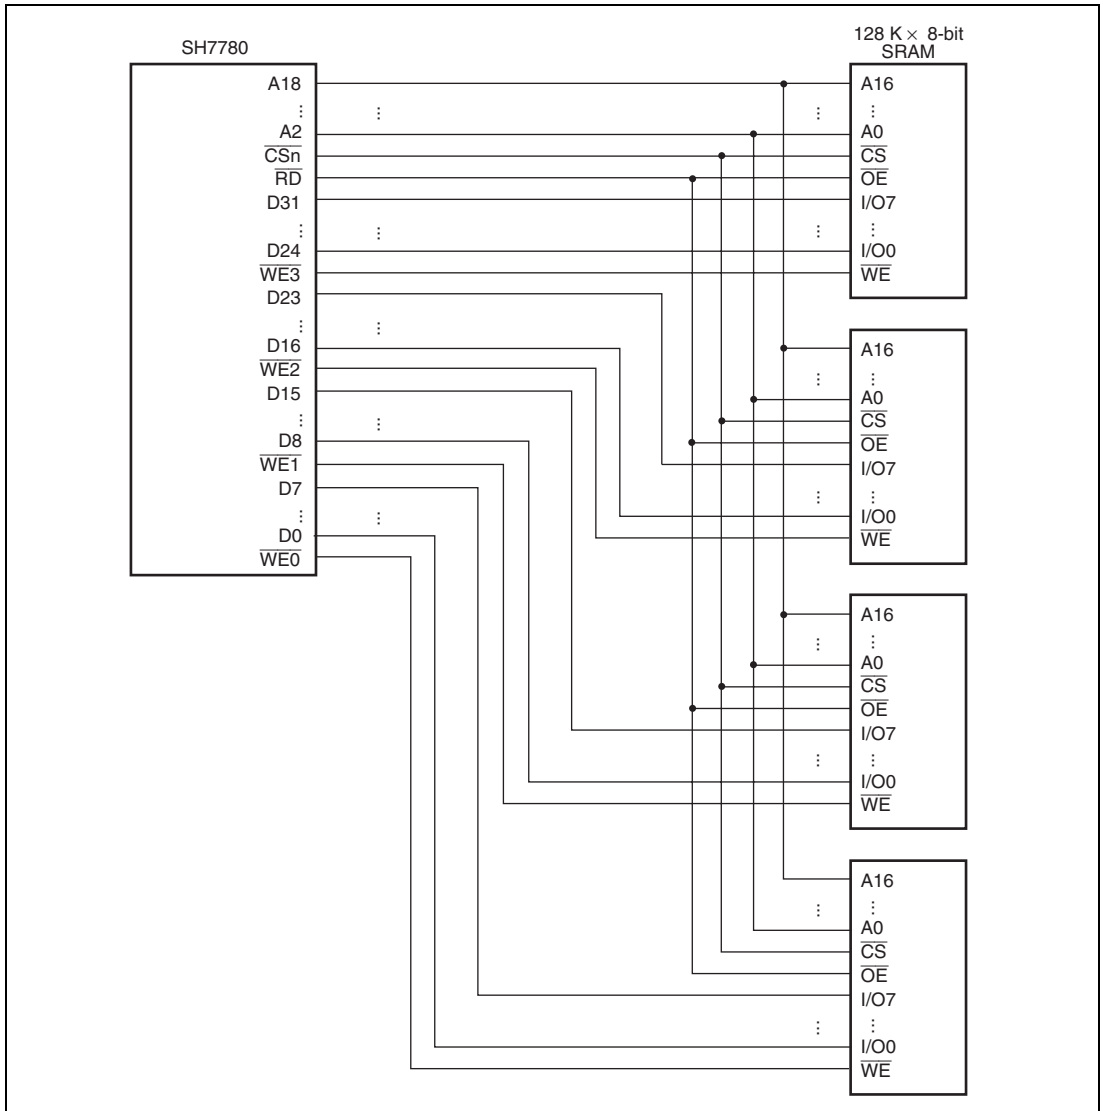 SH7780
A18
⋮
A2
CSn
RD
D31
⋮
D24
WE3
D23
⋮
D16
WE2
D15
⋮
D8
WE1
D7
⋮
D0
WE0
128 K × 8-bit
SRAM
A16
⋮
A0
CS
OE
I/O7
⋮
I/O0
WE
A16
⋮
A0
CS
OE
I/O7
⋮
I/O0
WE
A16
⋮
A0
CS
OE
I/O7
⋮
I/O0
WE
A16
⋮
A0
CS
OE
I/O7
⋮
I/O0
WE